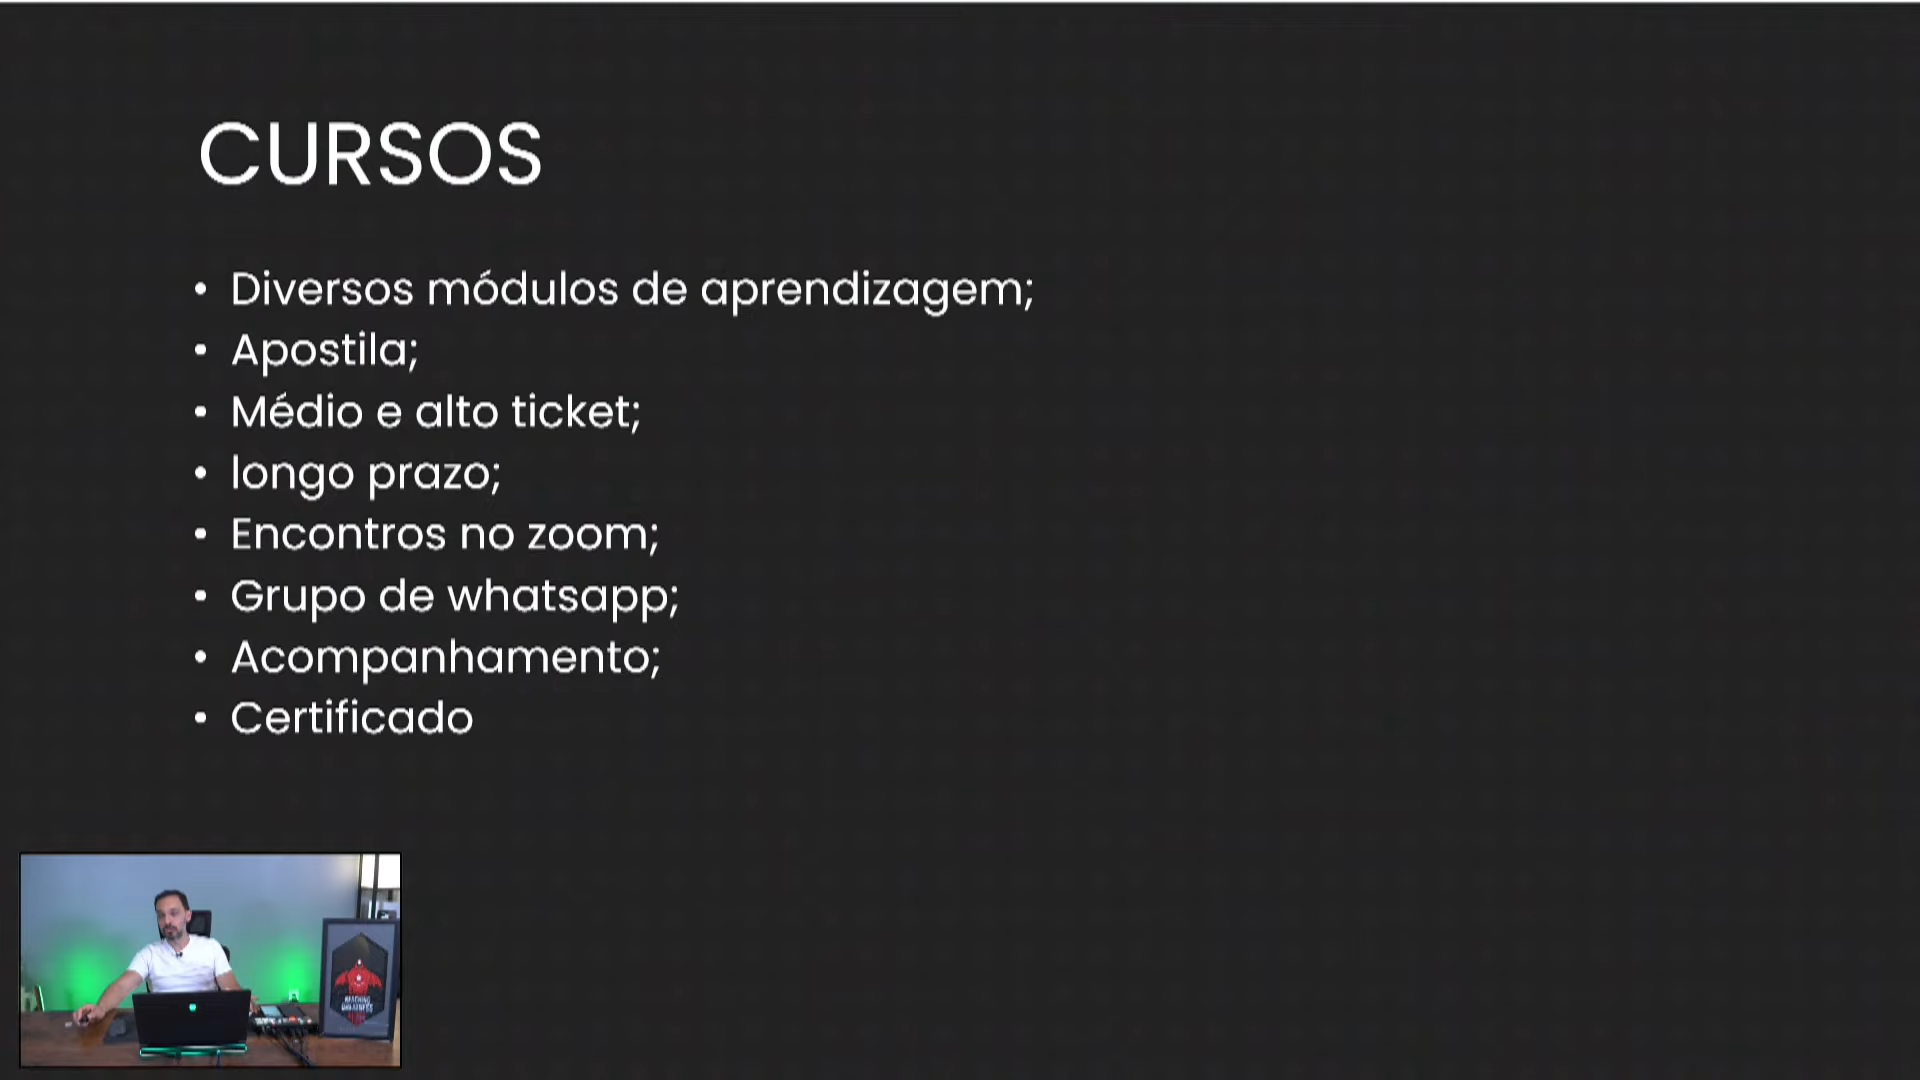 CURSOS
• Diversos módulos de aprendizagem;
• Apostila;
• Médio e alto ticket;
• longo prazo;
• Encontros no zoom;
• Grupo de whatsapp;
• Acompanhamento;
• Certificado